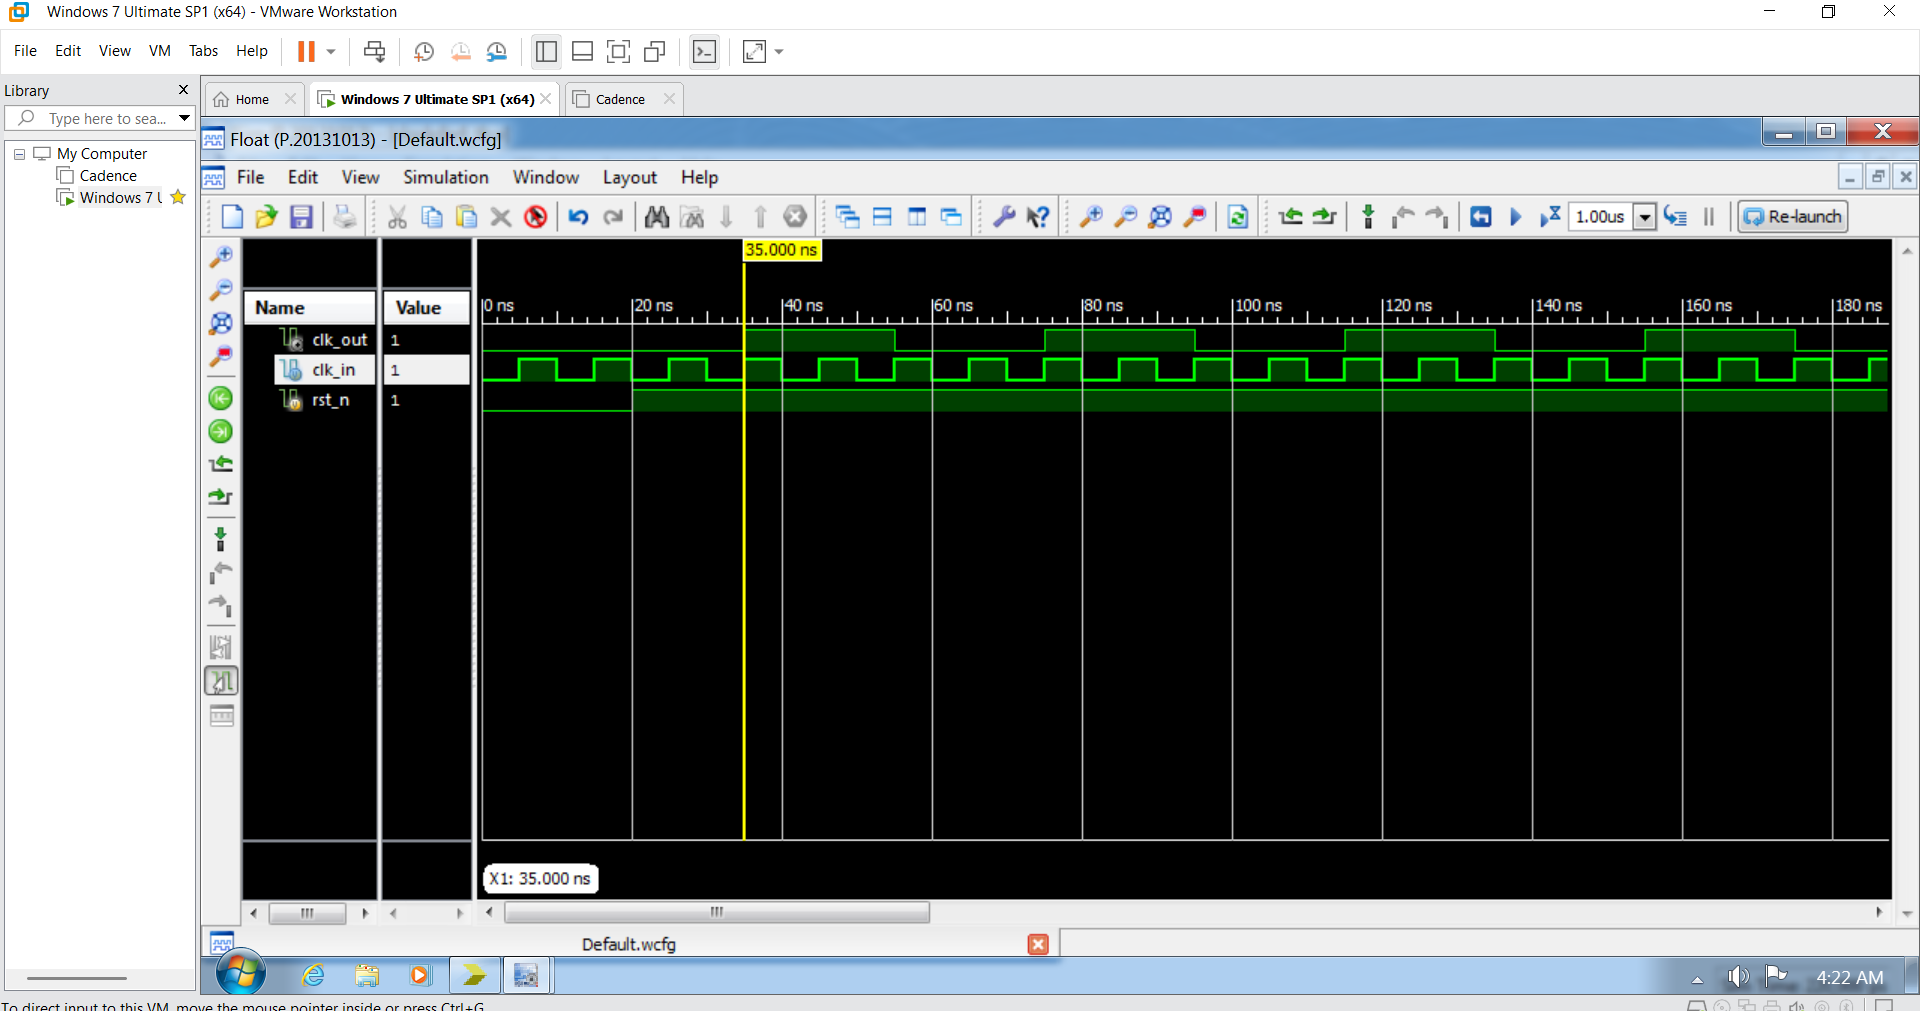 Windows 7 Ultimate SP1 (x64) - VMware Workstation
File Edit View VM Tabs Help
Library
Type here to sea...
My Computer
Cadence
Windows 7 U
Home
Windows 7 Ultimate SP1 (x64)
Cadence
Float (P.20131013) - [Default.wcfg]
File Edit View Simulation Window Layout Help
1.00us
Re-launch
35.000 ns
Name Value
0 ns 20 ns 40 ns 60 ns 80 ns 100 ns 120 ns 140 ns 160 ns 180 ns
clk_out 1
clk_in 1
rst_n 1
X1: 35.000 ns
Default.wcfg
4:22 AM
To direct input to this VM, move the mouse pointer inside or press Ctrl+G.